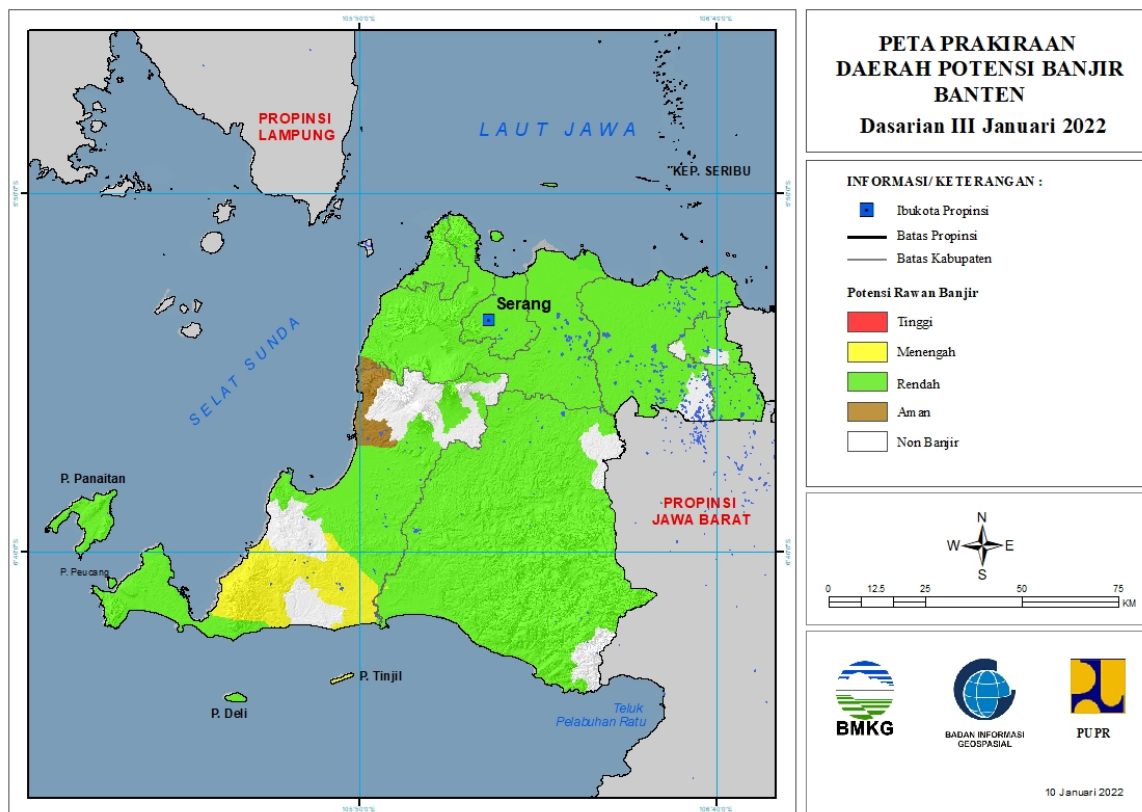 PETA PRAKIRAAN
DAERAH POTENSI BANJIR
BANTEN
Dasarian III Januari 2022
INFORMASI/KETERANGAN :
Ibukota Propinsi
Batas Propinsi
Batas Kabupaten
Potensi Rawan Banjir
Tinggi
Menengah
Rendah
Aman
Non Banjir
N
W E
S
0 12.5 25 50 75
KM
BMKG
BADAN INFORMASI
GEOSPASIAL
PUPR
10 Januari 2022
PROPINSI
LAMPUNG
LAUT JAWA
KEP. SERIBU
Serang
SELAT SUNDA
P. Panaitan
P. Peucang
PROPINSI
JAWA BARAT
P. Tinjil
P. Deli
Teluk
Pelabuhan Ratu